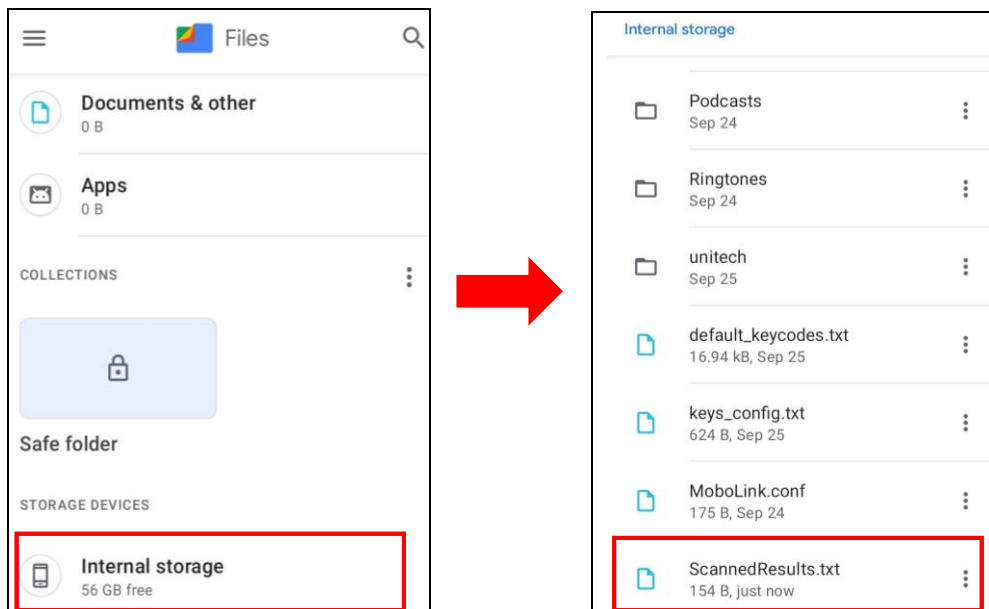 Files
Documents & other
0 B
Apps
0 B
COLLECTIONS
Safe folder
STORAGE DEVICES
Internal storage
56 GB free
Internal storage
Podcasts
Sep 24
Ringtones
Sep 24
unitech
Sep 25
default_keycodes.txt
16.94 kB, Sep 25
keys_config.txt
624 B, Sep 25
MoboLink.conf
175 B, Sep 24
ScannedResults.txt
154 B, just now